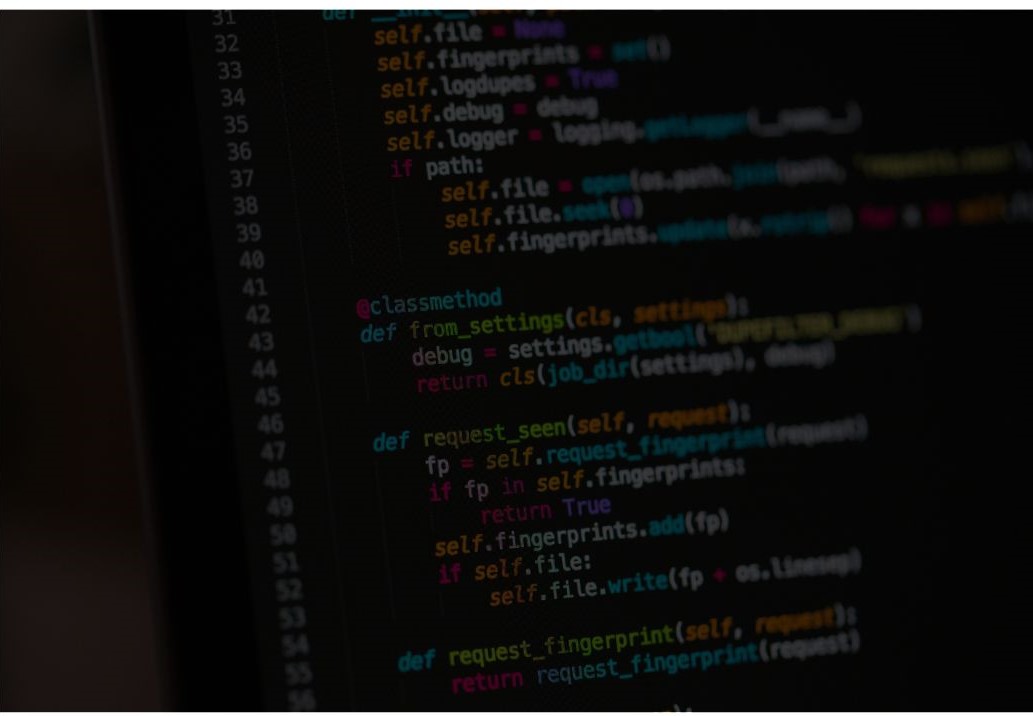 31 def __init__(self,
32 self.file = None
33 self.fingerprints = set()
34 self.logdupes = True
35 self.debug = debug
36 self.logger = logging.getLogger(__name__)
37 if path:
38 self.file = open(os.path.join(path, 'requests.seen'),
39 self.file.seek(0)
40 self.fingerprints.update(x.rstrip() for x in self.
41
42 @classmethod
43 def from_settings(cls, settings):
44 debug = settings.getbool('DUPEFILTER_DEBUG')
45 return cls(job_dir(settings), debug)
46
47 def request_seen(self, request):
48 fp = self.request_fingerprint(request)
49 if fp in self.fingerprints:
50 return True
51 self.fingerprints.add(fp)
52 if self.file:
53 self.file.write(fp + os.linesep)
54
55 def request_fingerprint(self, request):
56 return request_fingerprint(request)